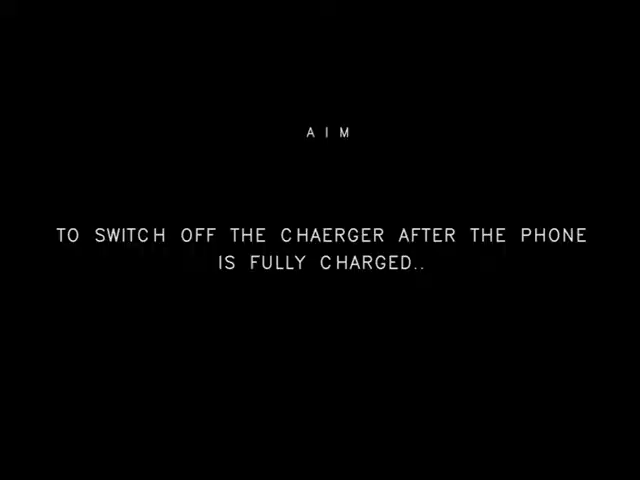 AIM
TO SWITCH OFF THE CHAERGER AFTER THE PHONE
IS FULLY CHARGED..